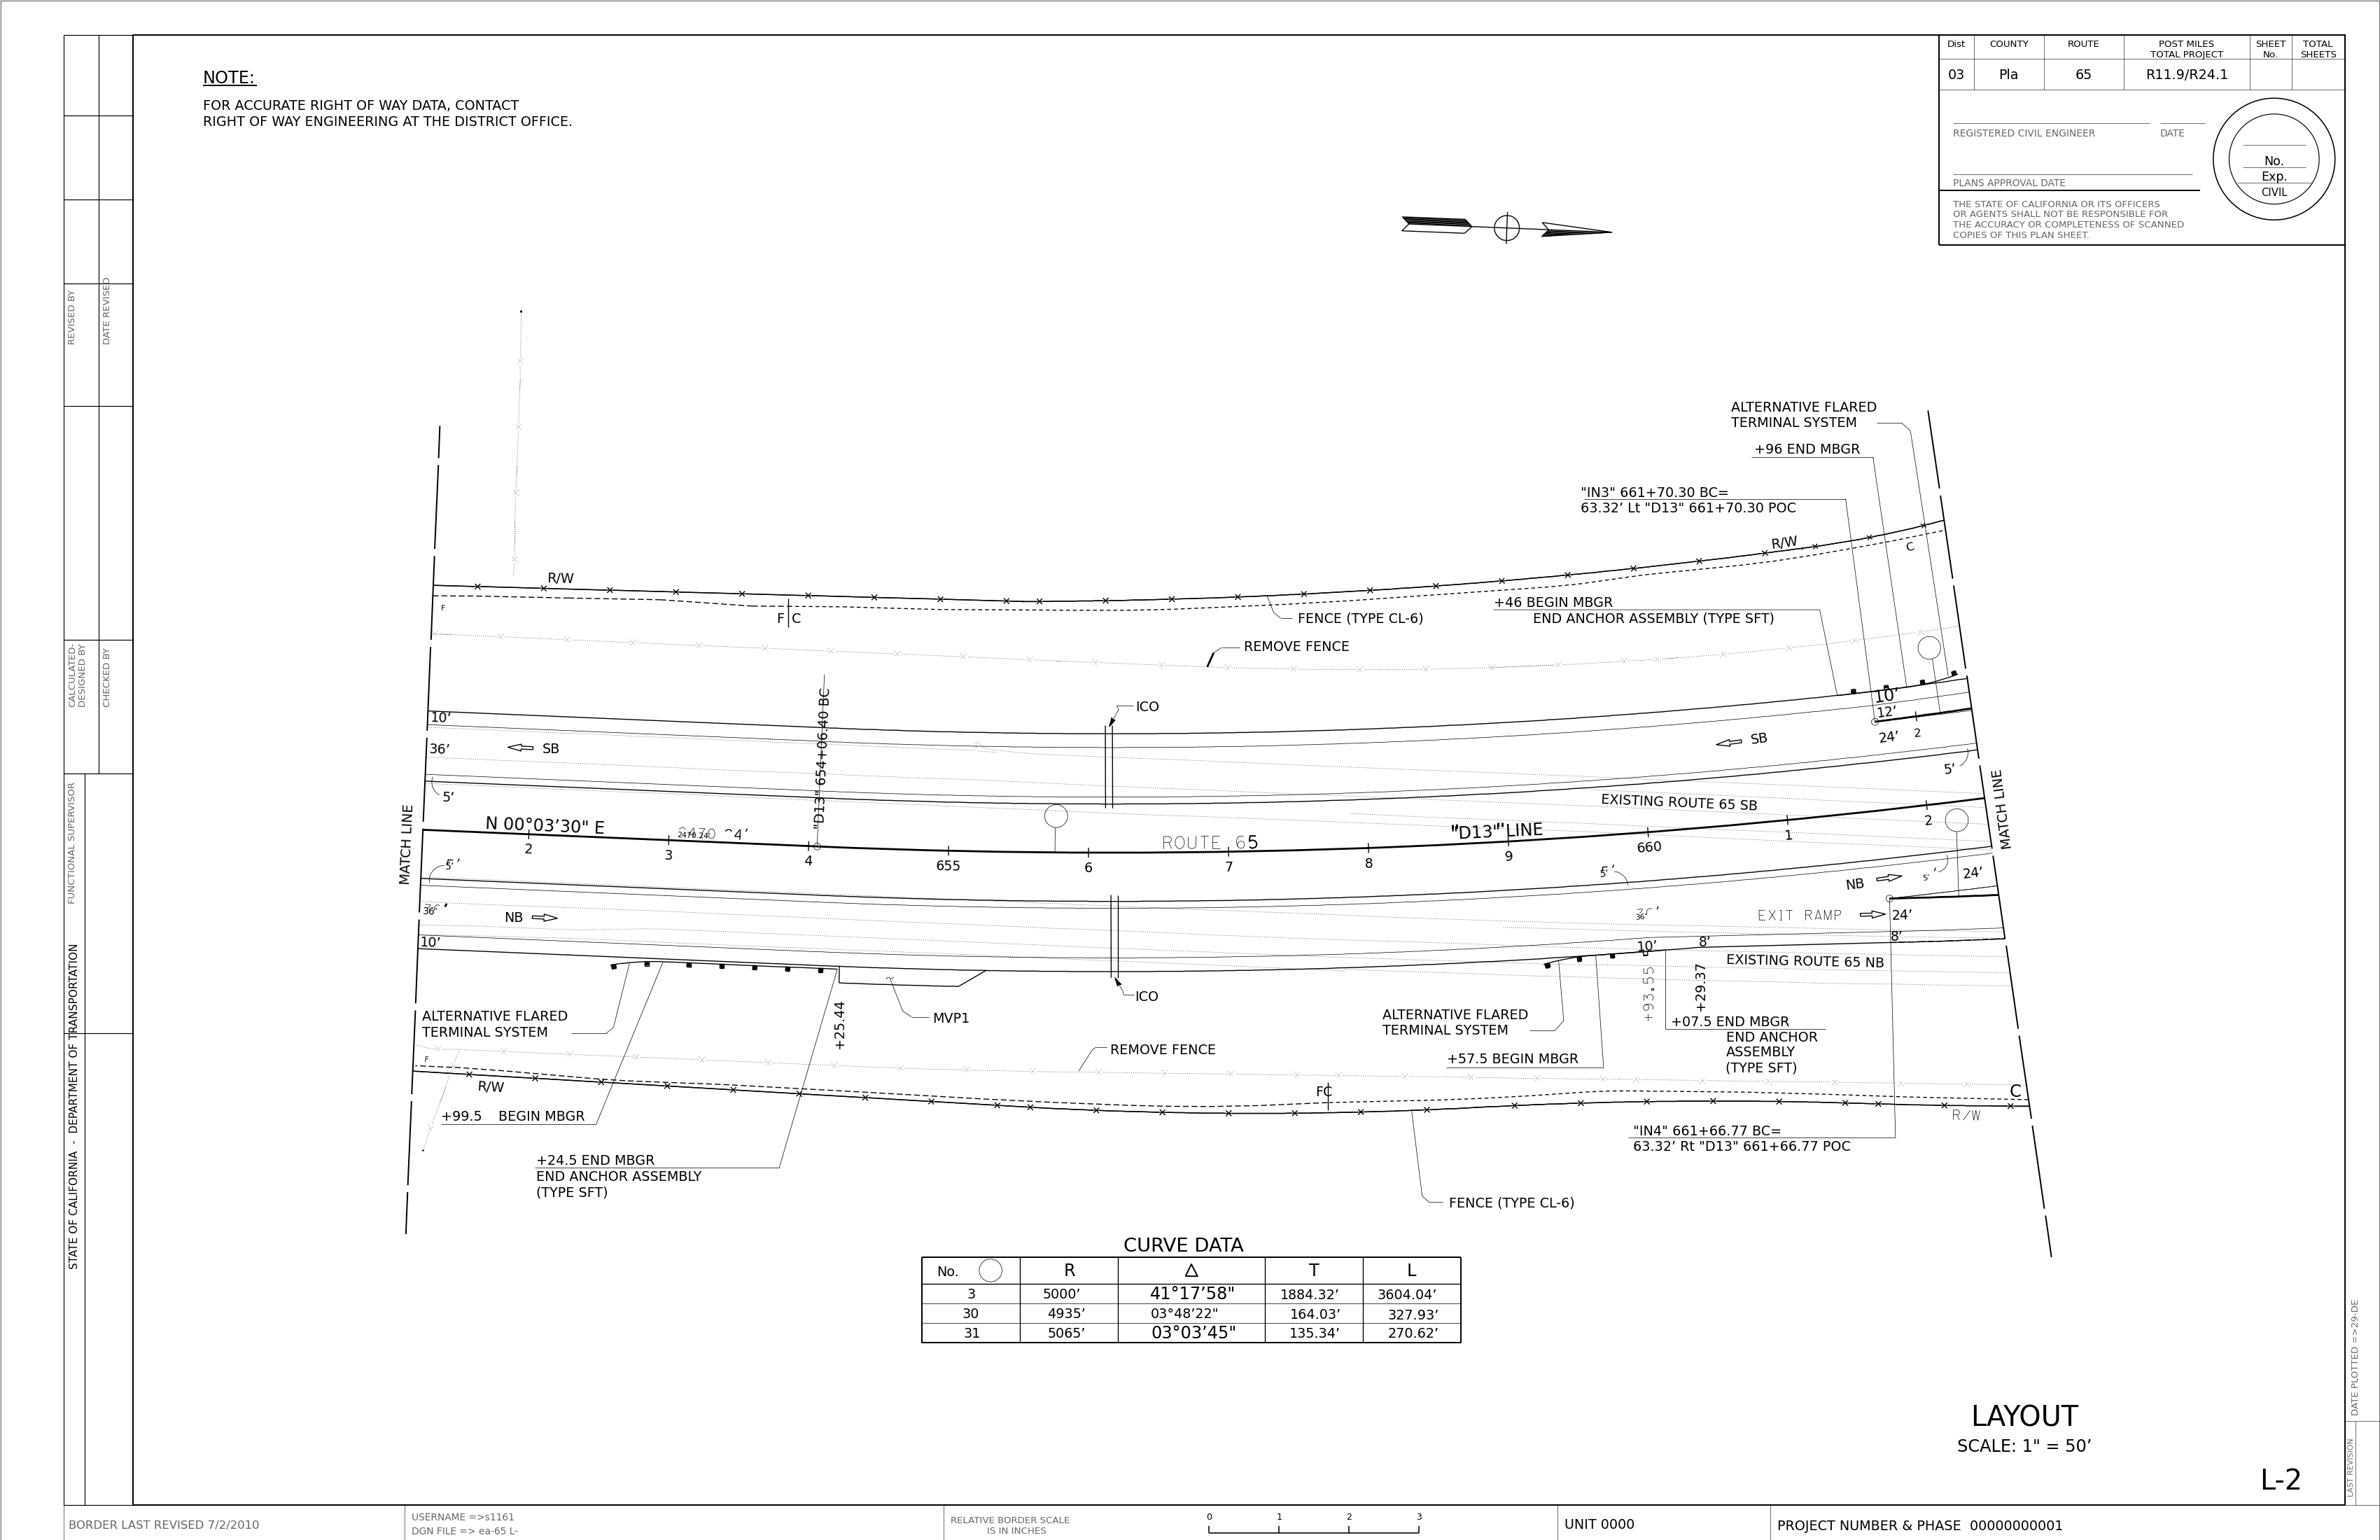 NOTE:
FOR ACCURATE RIGHT OF WAY DATA, CONTACT
RIGHT OF WAY ENGINEERING AT THE DISTRICT OFFICE.
Dist COUNTY ROUTE POST MILES TOTAL PROJECT SHEET No. TOTAL SHEETS
03 Pla 65 R11.9/R24.1
REGISTERED CIVIL ENGINEER DATE
PLANS APPROVAL DATE
No.
Exp.
CIVIL
THE STATE OF CALIFORNIA OR ITS OFFICERS
OR AGENTS SHALL NOT BE RESPONSIBLE FOR
THE ACCURACY OR COMPLETENESS OF SCANNED
COPIES OF THIS PLAN SHEET.
REVISED BY
DATE REVISED
CALCULATED-
DESIGNED BY
CHECKED BY
FUNCTIONAL SUPERVISOR
STATE OF CALIFORNIA - DEPARTMENT OF TRANSPORTATION
ALTERNATIVE FLARED
TERMINAL SYSTEM
+96 END MBGR
"IN3" 661+70.30 BC=
63.32’ Lt "D13" 661+70.30 POC
R/W
R/W
C
F
F C
FENCE (TYPE CL-6)
+46 BEGIN MBGR
END ANCHOR ASSEMBLY (TYPE SFT)
REMOVE FENCE
10’
"D13" 654+06.40 BC
ICO
10’
12’
2
24’
36’
SB
SB
5’
5’
MATCH LINE
MATCH LINE
EXISTING ROUTE 65 SB
N 00°03’30" E
2470.24’
ROUTE 65
"D13" LINE
2 3 4 655 6 7 8 9 660 1 2
5’
5’
5’
NB
24’
36’
NB
36’
EXIT RAMP
24’
10’
10’
8’
8’
EXISTING ROUTE 65 NB
ALTERNATIVE FLARED
TERMINAL SYSTEM
+25.44
MVP1
ICO
ALTERNATIVE FLARED
TERMINAL SYSTEM
+93.55
+29.37
+07.5 END MBGR
END ANCHOR
ASSEMBLY
(TYPE SFT)
+57.5 BEGIN MBGR
REMOVE FENCE
F
R/W
FC
C
R/W
+99.5 BEGIN MBGR
"IN4" 661+66.77 BC=
63.32’ Rt "D13" 661+66.77 POC
+24.5 END MBGR
END ANCHOR ASSEMBLY
(TYPE SFT)
FENCE (TYPE CL-6)
CURVE DATA
No. R Δ T L
3 5000’ 41°17’58" 1884.32’ 3604.04’
30 4935’ 03°48’22" 164.03’ 327.93’
31 5065’ 03°03’45" 135.34’ 270.62’
LAYOUT
SCALE: 1" = 50’
L-2
DATE PLOTTED =>29-DE
LAST REVISION
BORDER LAST REVISED 7/2/2010
USERNAME =>s1161
DGN FILE => ea-65 L-
RELATIVE BORDER SCALE
IS IN INCHES
0 1 2 3
UNIT 0000
PROJECT NUMBER & PHASE 00000000001